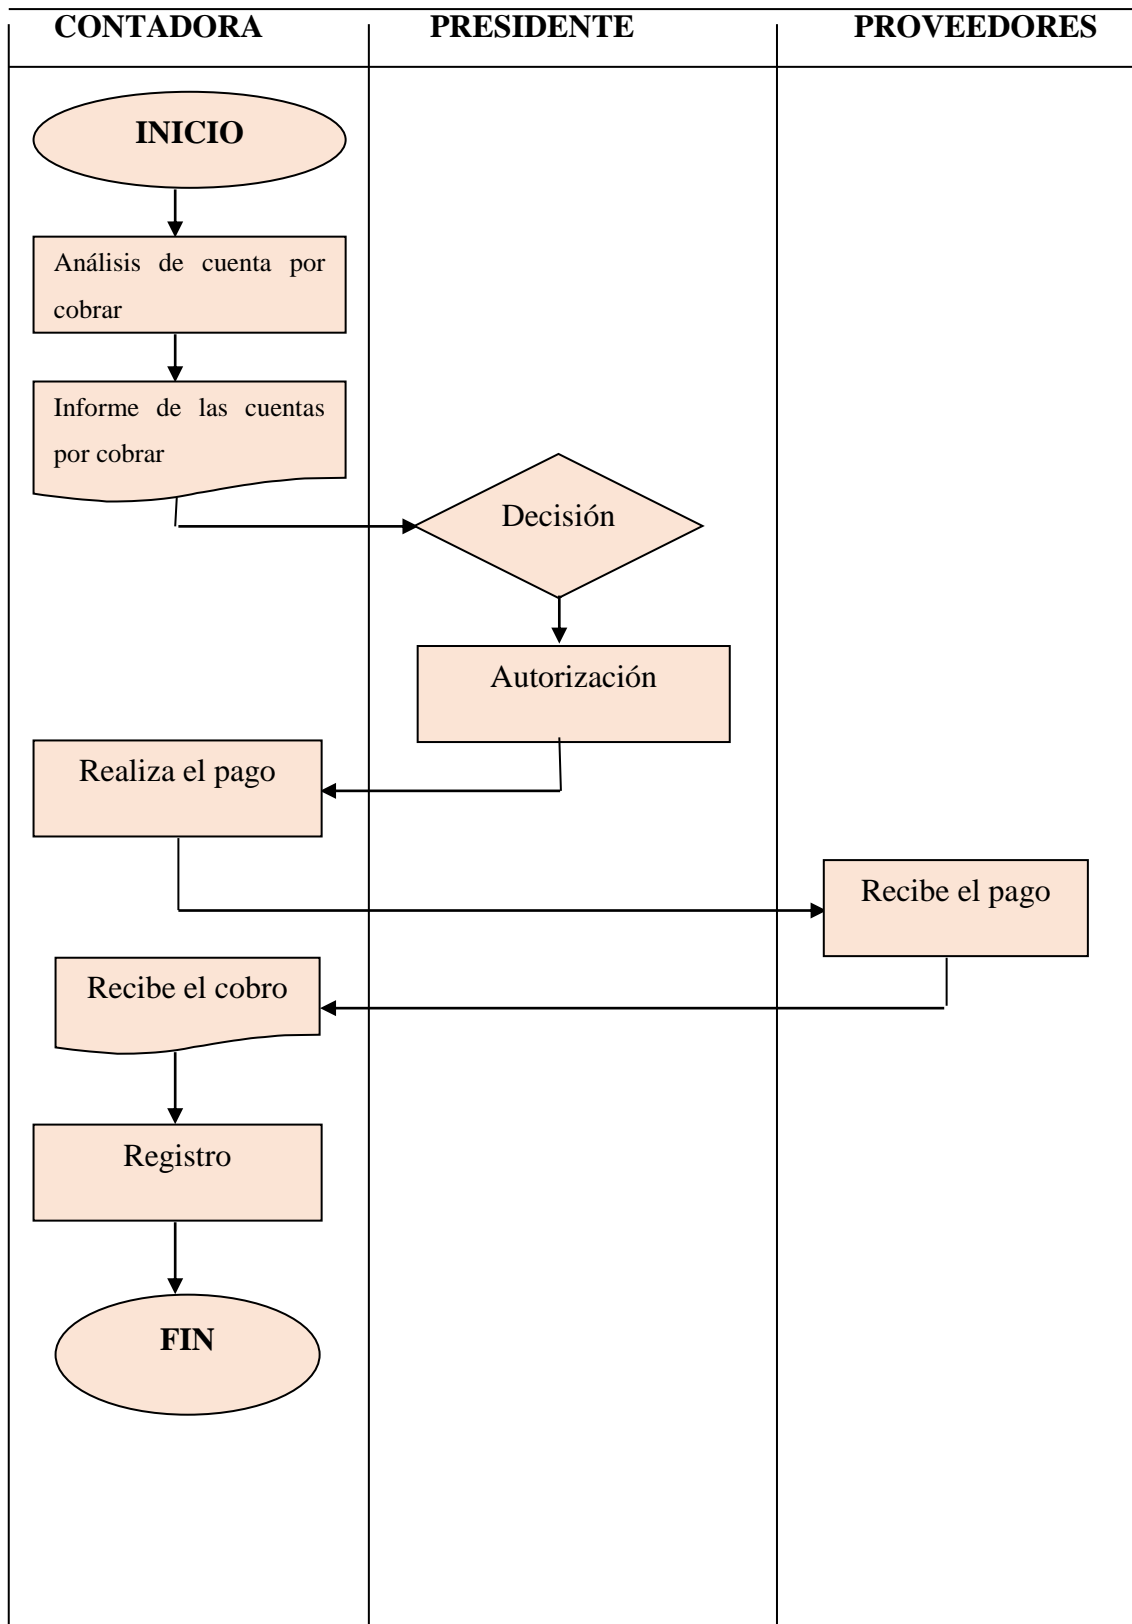 CONTADORA
PRESIDENTE
PROVEEDORES
INICIO
Análisis de cuenta por
cobrar
Informe de las cuentas
por cobrar
Decisión
Autorización
Realiza el pago
Recibe el pago
Recibe el cobro
Registro
FIN